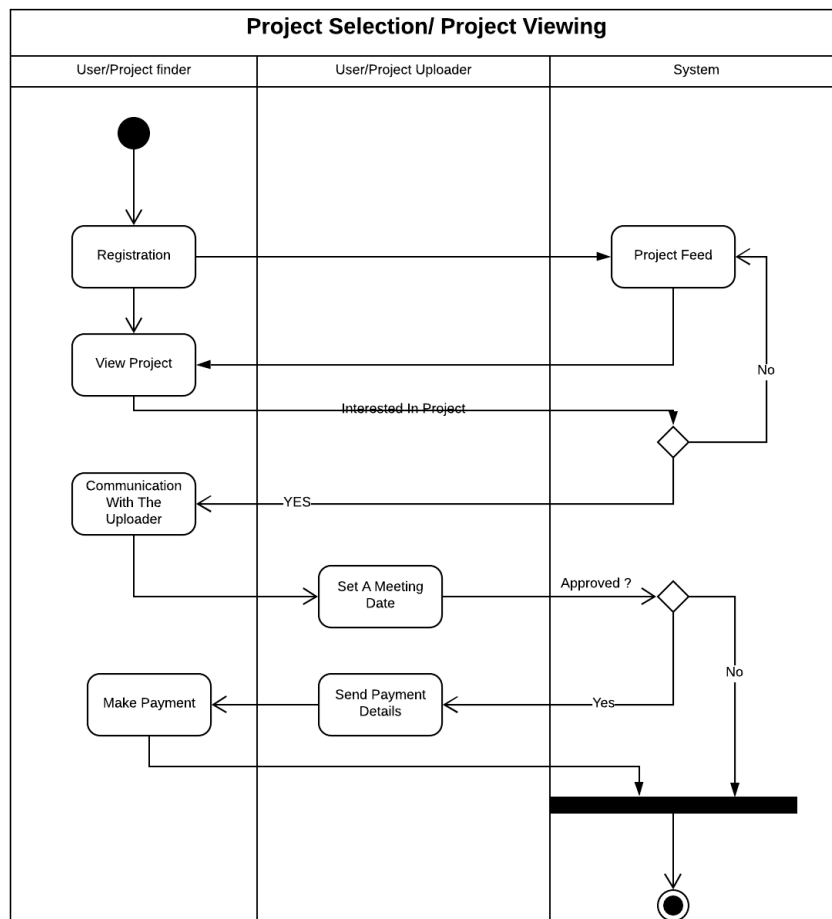 Project Selection/ Project Viewing
User/Project finder
User/Project Uploader
System
Registration
Project Feed
View Project
No
Interested In Project
Communication
With The
Uploader
YES
Set A Meeting
Date
Approved ?
No
Make Payment
Send Payment
Details
Yes